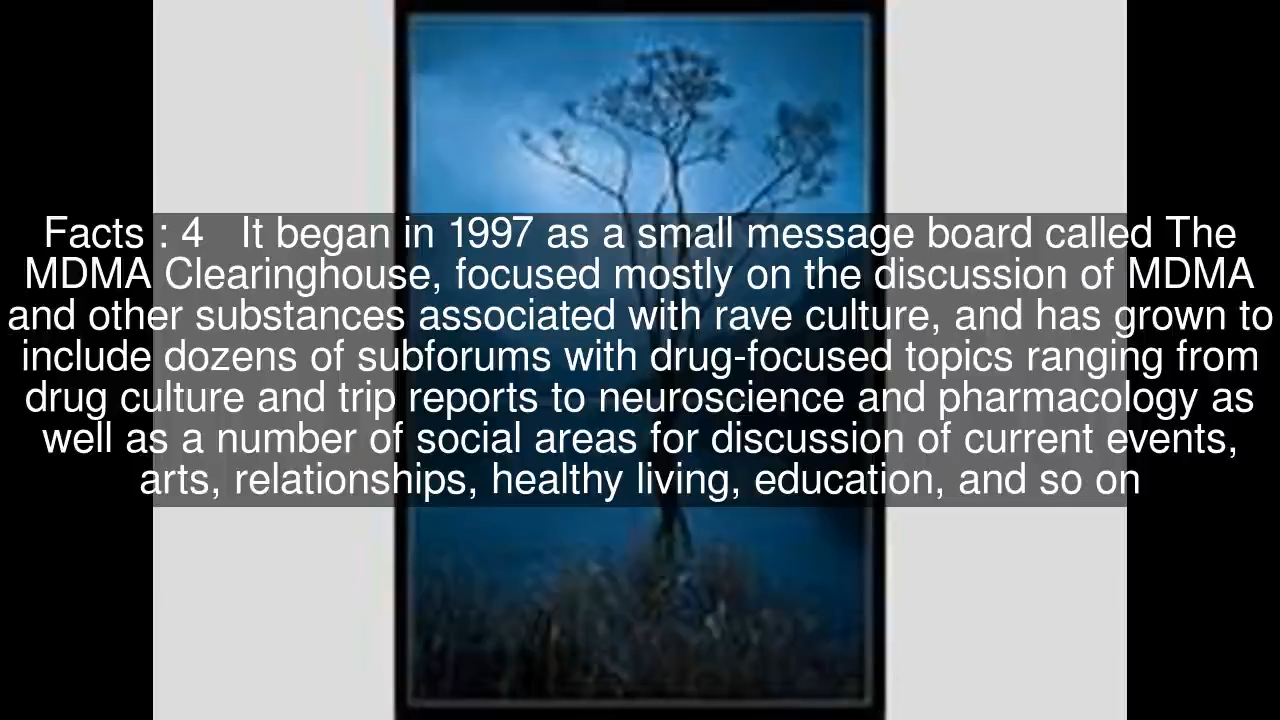 Facts : 4   It began in 1997 as a small message board called The
MDMA Clearinghouse, focused mostly on the discussion of MDMA
and other substances associated with rave culture, and has grown to
include dozens of subforums with drug-focused topics ranging from
drug culture and trip reports to neuroscience and pharmacology as
well as a number of social areas for discussion of current events,
arts, relationships, healthy living, education, and so on